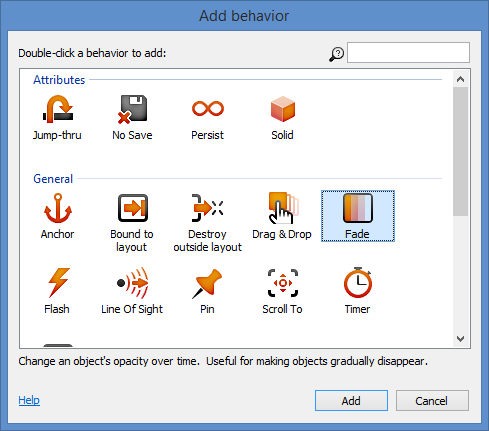 Add behavior
Double-click a behavior to add:
Attributes
Jump-thru
No Save
Persist
Solid
General
Anchor
Bound to
layout
Destroy
outside layout
Drag & Drop
Fade
Flash
Line Of Sight
Pin
Scroll To
Timer
Change an object's opacity over time. Useful for making objects gradually disappear.
Help
Add
Cancel